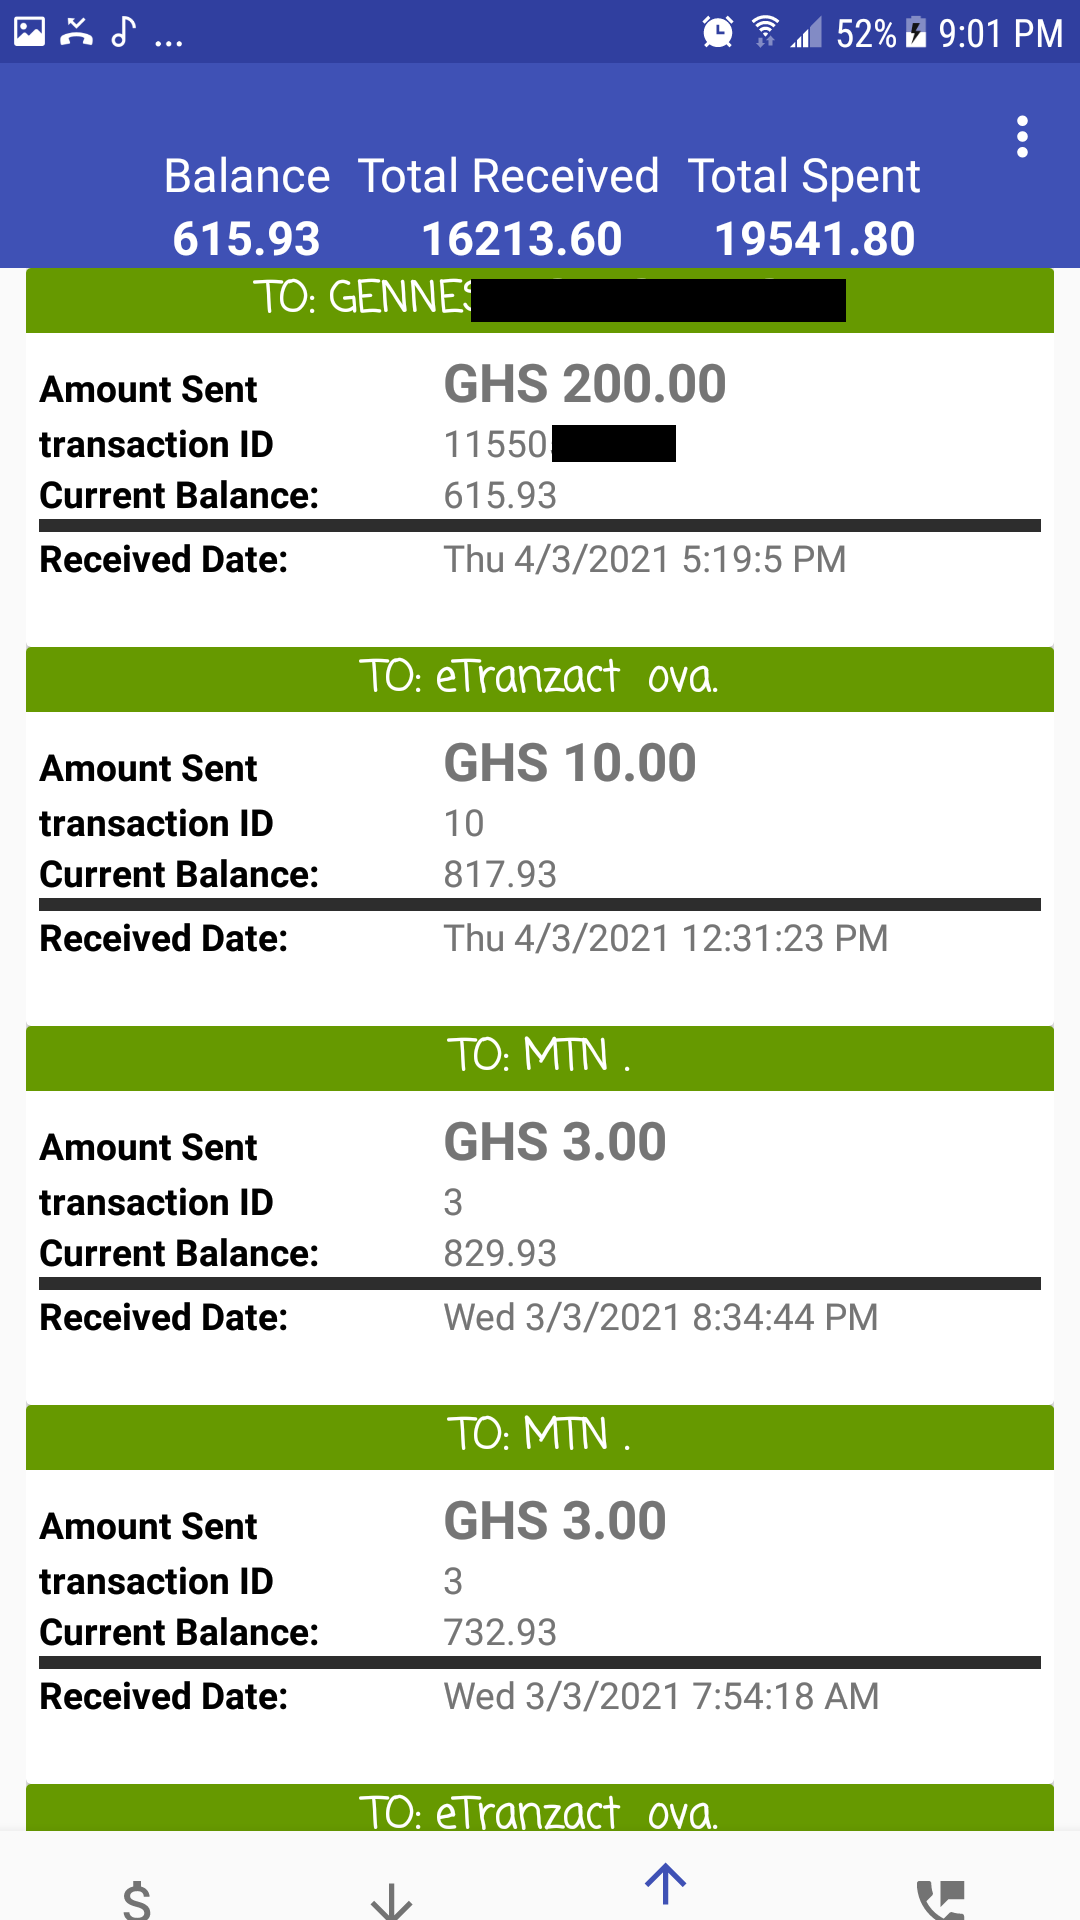 52% 9:01 PM
Balance Total Received Total Spent
615.93 16213.60 19541.80
TO: GENNES
Amount Sent GHS 200.00
transaction ID 11550
Current Balance: 615.93
Received Date: Thu 4/3/2021 5:19:5 PM
TO: eTranzact ova.
Amount Sent GHS 10.00
transaction ID 10
Current Balance: 817.93
Received Date: Thu 4/3/2021 12:31:23 PM
TO: MTN .
Amount Sent GHS 3.00
transaction ID 3
Current Balance: 829.93
Received Date: Wed 3/3/2021 8:34:44 PM
TO: MTN .
Amount Sent GHS 3.00
transaction ID 3
Current Balance: 732.93
Received Date: Wed 3/3/2021 7:54:18 AM
TO: eTranzact ova.